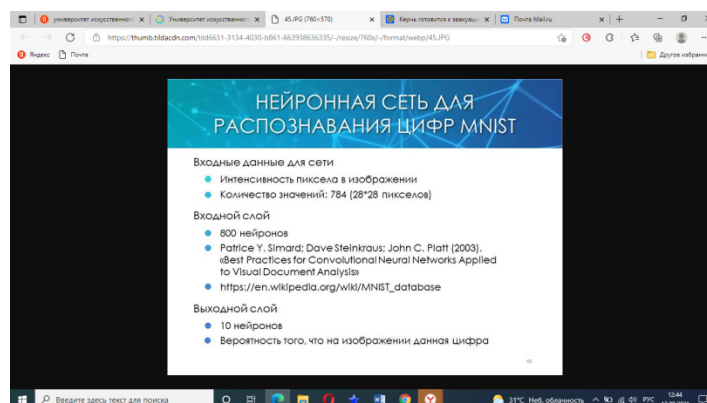 университет искусственног
Университет искусственног
45.JPG (760×570)
Керчь готовится к эвакуаци
Почта Mail.ru
https://thumb.tildacdn.com/tild6631-3134-4030-b861-663938636335/-/resize/760x/-/format/webp/45.JPG
Яндекс
Почта
Другое избранно
НЕЙРОННАЯ СЕТЬ ДЛЯ
РАСПОЗНАВАНИЯ ЦИФР MNIST
Входные данные для сети
Интенсивность пиксела в изображении
Количество значений: 784 (28*28 пикселов)
Входной слой
800 нейронов
Patrice Y. Simard; Dave Steinkraus; John C. Platt (2003).
«Best Practices for Convolutional Neural Networks Applied
to Visual Document Analysis»
https://en.wikipedia.org/wiki/MNIST_database
Выходной слой
10 нейронов
Вероятность того, что на изображении данная цифра
Введите здесь текст для поиска
31°C Неб. облачность
РУС
12:44